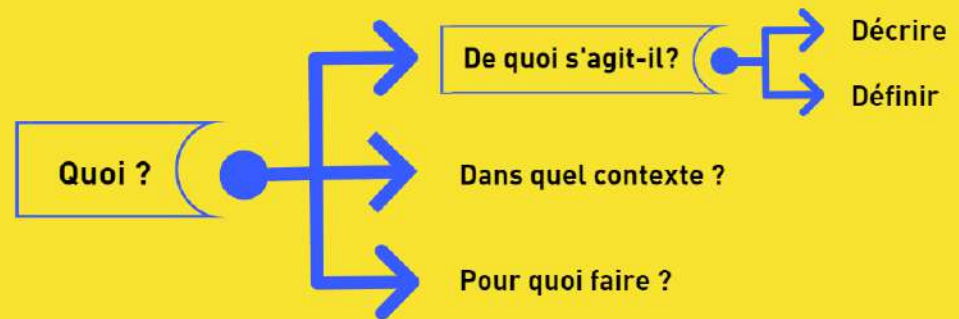 Quoi ?
De quoi s'agit-il?
Décrire
Définir
Dans quel contexte ?
Pour quoi faire ?